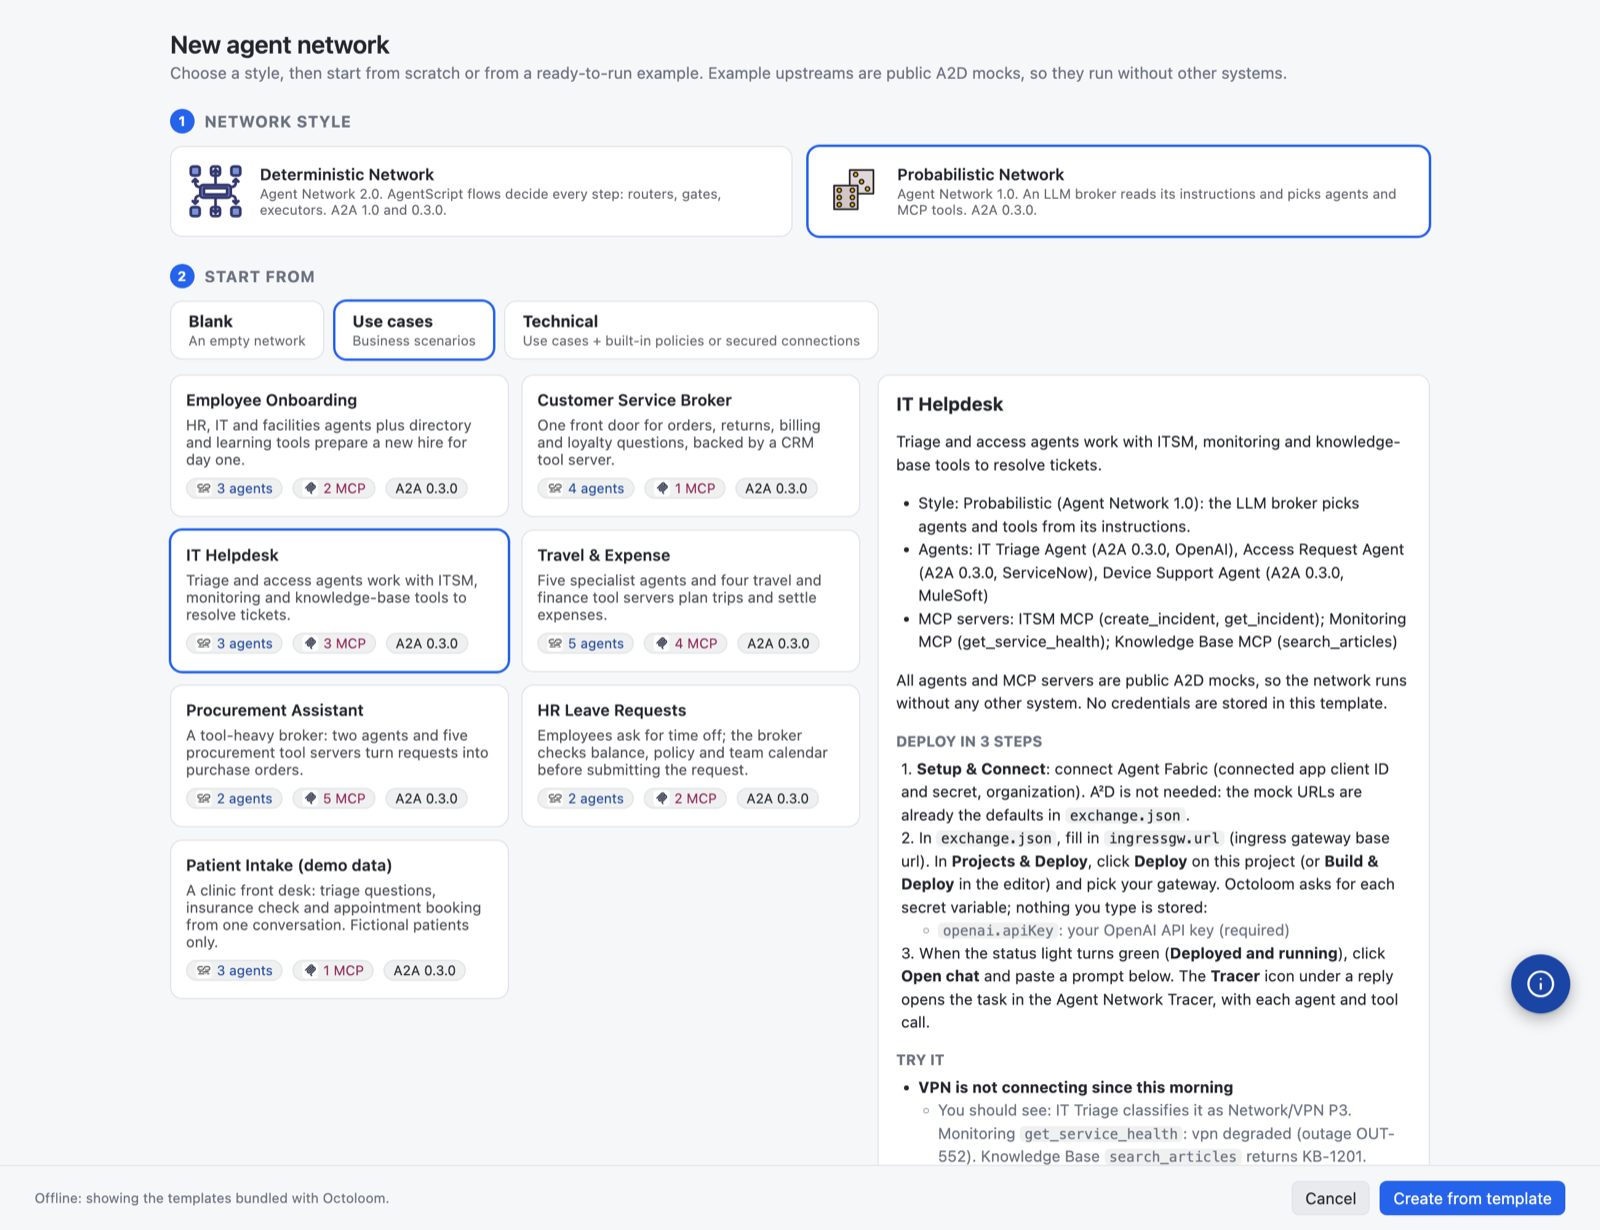 New agent network
Choose a style, then start from scratch or from a ready-to-run example. Example upstreams are public A2D mocks, so they run without other systems.
1 NETWORK STYLE
Deterministic Network
Agent Network 2.0. AgentScript flows decide every step: routers, gates,
executors. A2A 1.0 and 0.3.0.
Probabilistic Network
Agent Network 1.0. An LLM broker reads its instructions and picks agents and
MCP tools. A2A 0.3.0.
2 START FROM
Blank
An empty network
Use cases
Business scenarios
Technical
Use cases + built-in policies or secured connections
Employee Onboarding
HR, IT and facilities agents plus directory
and learning tools prepare a new hire for
day one.
3 agents 2 MCP A2A 0.3.0
Customer Service Broker
One front door for orders, returns, billing
and loyalty questions, backed by a CRM
tool server.
4 agents 1 MCP A2A 0.3.0
IT Helpdesk
Triage and access agents work with ITSM,
monitoring and knowledge-base tools to
resolve tickets.
3 agents 3 MCP A2A 0.3.0
Travel & Expense
Five specialist agents and four travel and
finance tool servers plan trips and settle
expenses.
5 agents 4 MCP A2A 0.3.0
Procurement Assistant
A tool-heavy broker: two agents and five
procurement tool servers turn requests into
purchase orders.
2 agents 5 MCP A2A 0.3.0
HR Leave Requests
Employees ask for time off; the broker
checks balance, policy and team calendar
before submitting the request.
2 agents 2 MCP A2A 0.3.0
Patient Intake (demo data)
A clinic front desk: triage questions,
insurance check and appointment booking
from one conversation. Fictional patients
only.
3 agents 1 MCP A2A 0.3.0
IT Helpdesk
Triage and access agents work with ITSM, monitoring and knowledge-
base tools to resolve tickets.
• Style: Probabilistic (Agent Network 1.0): the LLM broker picks
agents and tools from its instructions.
• Agents: IT Triage Agent (A2A 0.3.0, OpenAI), Access Request Agent
(A2A 0.3.0, ServiceNow), Device Support Agent (A2A 0.3.0,
MuleSoft)
• MCP servers: ITSM MCP (create_incident, get_incident); Monitoring
MCP (get_service_health); Knowledge Base MCP (search_articles)
All agents and MCP servers are public A2D mocks, so the network runs
without any other system. No credentials are stored in this template.
DEPLOY IN 3 STEPS
1. Setup & Connect: connect Agent Fabric (connected app client ID
and secret, organization). A²D is not needed: the mock URLs are
already the defaults in exchange.json.
2. In exchange.json, fill in ingressgw.url (ingress gateway base
url). In Projects & Deploy, click Deploy on this project (or Build &
Deploy in the editor) and pick your gateway. Octoloom asks for each
secret variable; nothing you type is stored:
◦ openai.apiKey: your OpenAI API key (required)
3. When the status light turns green (Deployed and running), click
Open chat and paste a prompt below. The Tracer icon under a reply
opens the task in the Agent Network Tracer, with each agent and tool
call.
TRY IT
• VPN is not connecting since this morning
◦ You should see: IT Triage classifies it as Network/VPN P3.
Monitoring get_service_health: vpn degraded (outage OUT-
552). Knowledge Base search_articles returns KB-1201.
Offline: showing the templates bundled with Octoloom.
Cancel
Create from template